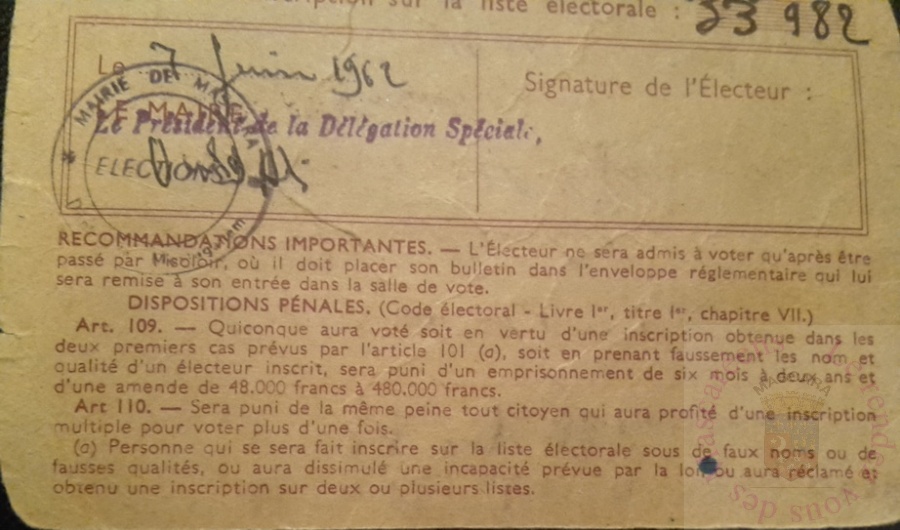 sur la liste électorale : 53 982
Le 7 Juin 1962
Signature de l'Électeur :
MAIRIE DE
LE MAIRE
Le Président de la Délégation Spéciale,
RECOMMANDATIONS IMPORTANTES. — L'Électeur ne sera admis à voter qu'après être
passé par l'isoloir, où il doit placer son bulletin dans l'enveloppe réglementaire qui lui
sera remise à son entrée dans la salle de vote.
DISPOSITIONS PÉNALES. (Code électoral - Livre Ier, titre Ier, chapitre VII.)
Art. 109. — Quiconque aura voté soit en vertu d'une inscription obtenue dans les
deux premiers cas prévus par l'article 101 (a), soit en prenant faussement les nom et
qualité d'un électeur inscrit, sera puni d'un emprisonnement de six mois à deux ans et
d'une amende de 48.000 francs à 480.000 francs.
Art 110. — Sera puni de la même peine tout citoyen qui aura profité d'une inscription
multiple pour voter plus d'une fois.
(a) Personne qui se sera fait inscrire sur la liste électorale sous de faux noms ou de
fausses qualités, ou aura dissimulé une incapacité prévue par la loi ou aura réclamé et
obtenu une inscription sur deux ou plusieurs listes.
vous des